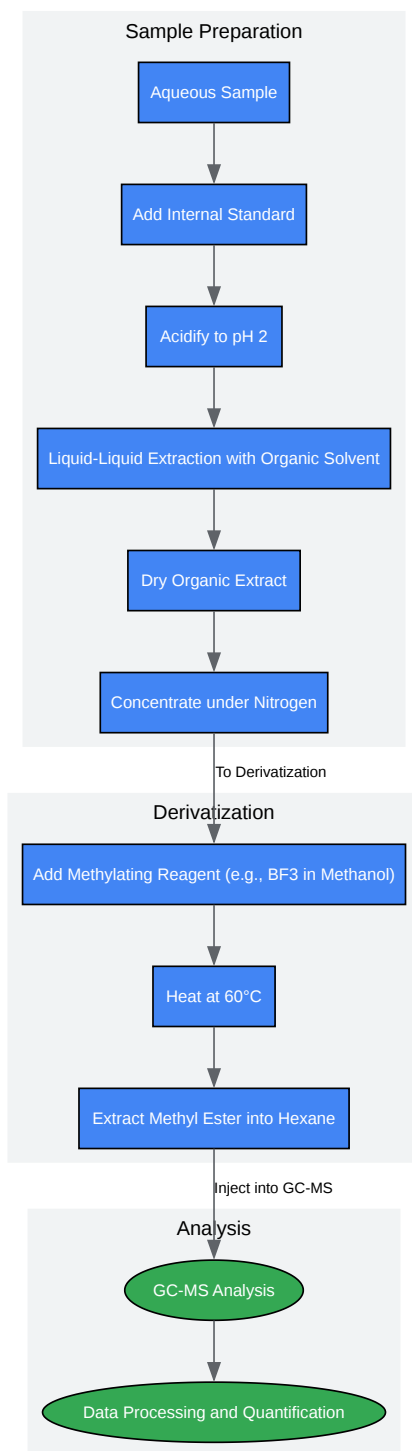 Sample Preparation
Aqueous Sample
Add Internal Standard
Acidify to pH 2
Liquid-Liquid Extraction with Organic Solvent
Dry Organic Extract
Concentrate under Nitrogen
To Derivatization
Derivatization
Add Methylating Reagent (e.g., BF3 in Methanol)
Heat at 60°C
Extract Methyl Ester into Hexane
Inject into GC-MS
Analysis
GC-MS Analysis
Data Processing and Quantification